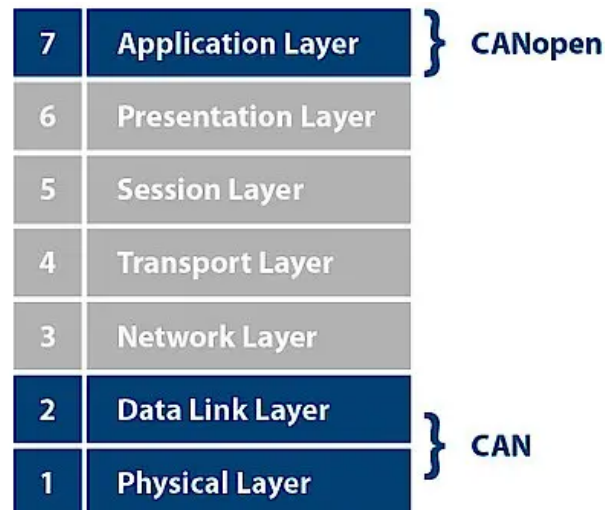 7 Application Layer } CANopen
6 Presentation Layer
5 Session Layer
4 Transport Layer
3 Network Layer
2 Data Link Layer
} CAN
1 Physical Layer